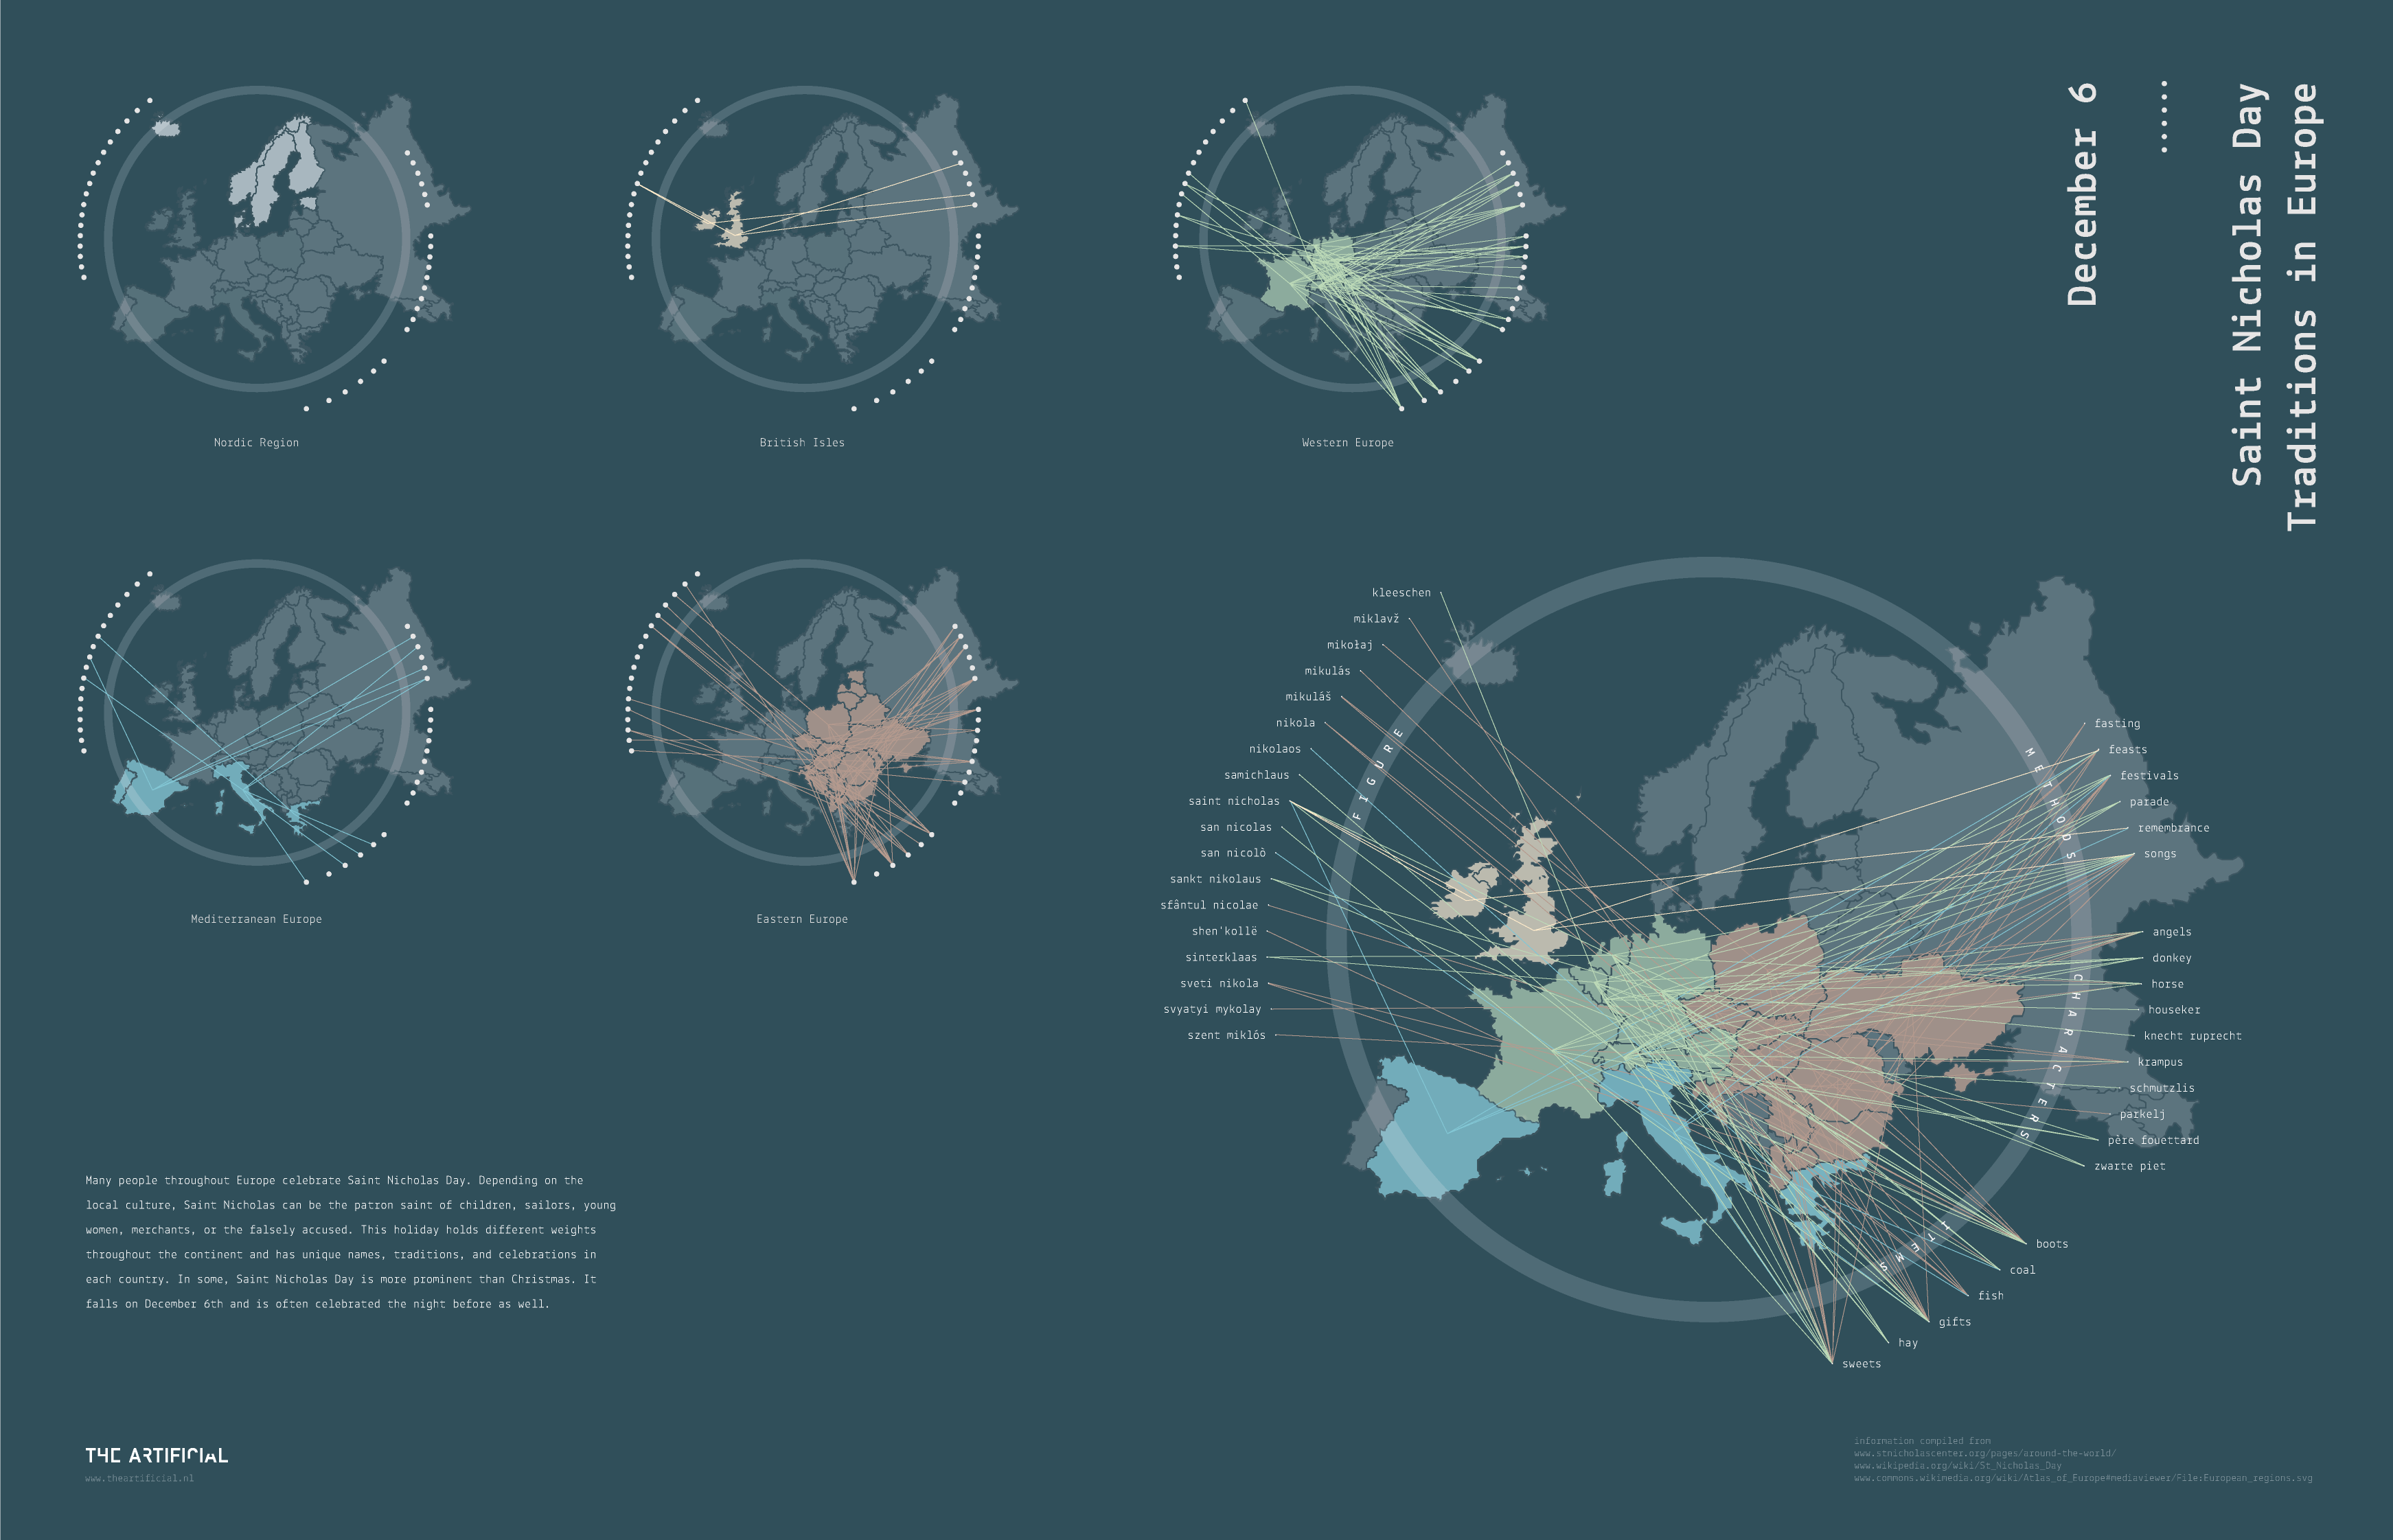 December 6
Saint Nicholas Day
Traditions in Europe
Nordic Region
British Isles
Western Europe
Mediterranean Europe
Eastern Europe
FIGURE
kleeschen
miklavž
mikołaj
mikulás
mikuláš
nikola
nikolaos
samichlaus
saint nicholas
san nicolas
san nicolò
sankt nikolaus
sfântul nicolae
shen'kollë
sinterklaas
sveti nikola
svyatyi mykolay
szent miklós
METHODS
fasting
feasts
festivals
parade
remembrance
songs
CHARACTERS
angels
donkey
horse
houseker
knecht ruprecht
krampus
schmutzlis
parkelj
père fouettard
zwarte piet
ITEMS
boots
coal
fish
gifts
hay
sweets
Many people throughout Europe celebrate Saint Nicholas Day. Depending on the
local culture, Saint Nicholas can be the patron saint of children, sailors, young
women, merchants, or the falsely accused. This holiday holds different weights
throughout the continent and has unique names, traditions, and celebrations in
each country. In some, Saint Nicholas Day is more prominent than Christmas. It
falls on December 6th and is often celebrated the night before as well.
THE ARTIFICIAL
www.theartificial.nl
information compiled from
www.stnicholascenter.org/pages/around-the-world/
www.wikipedia.org/wiki/St_Nicholas_Day
www.commons.wikimedia.org/wiki/Atlas_of_Europe#mediaviewer/File:European_regions.svg